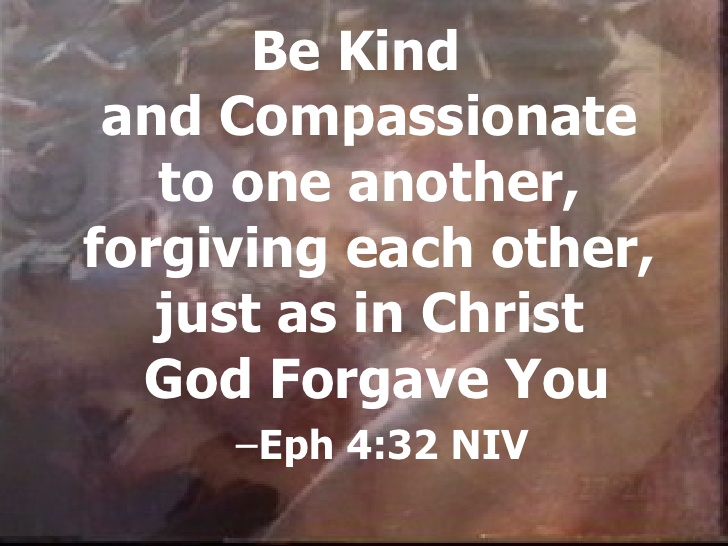 Be Kind
and Compassionate
to one another,
forgiving each other,
just as in Christ
God Forgave You
–Eph 4:32 NIV